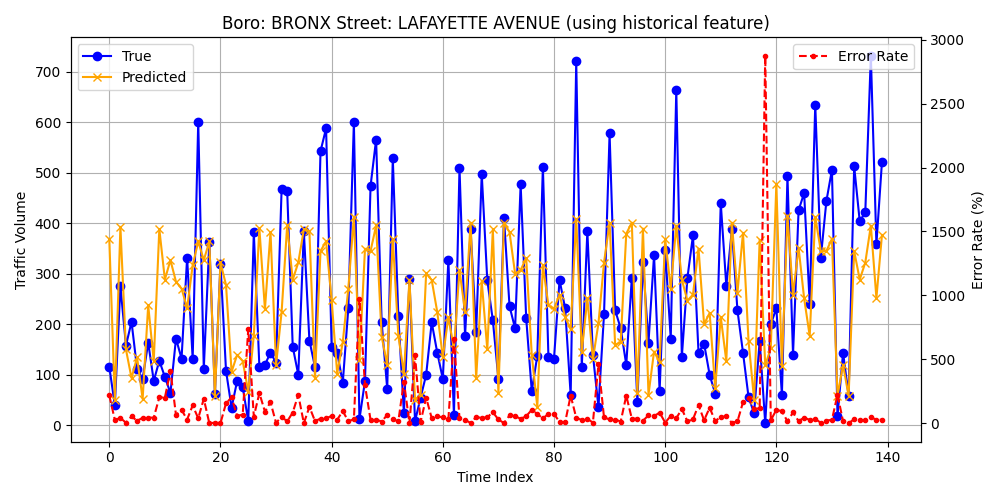 Boro: BRONX Street: LAFAYETTE AVENUE (using historical feature)
True
Predicted
Error Rate
Traffic Volume
700
600
500
400
300
200
100
0
3000
2500
2000
1500
1000
500
0
Error Rate (%)
0 20 40 60 80 100 120 140
Time Index